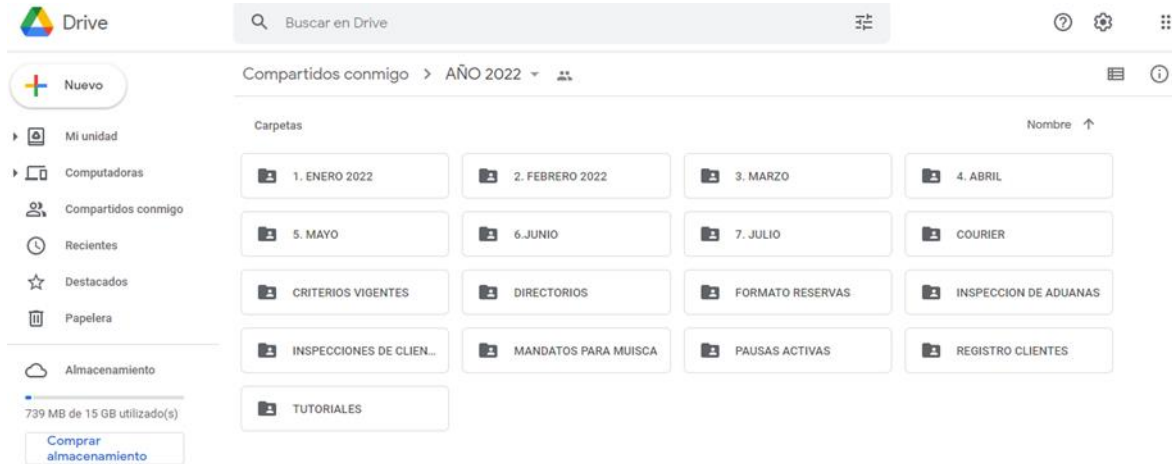 Drive
Buscar en Drive
Nuevo
Mi unidad
Computadoras
Compartidos conmigo
Recientes
Destacados
Papelera
Almacenamiento
739 MB de 15 GB utilizado(s)
Comprar
almacenamiento
Compartidos conmigo > AÑO 2022
Carpetas
Nombre ↑
1. ENERO 2022
2. FEBRERO 2022
3. MARZO
4. ABRIL
5. MAYO
6.JUNIO
7. JULIO
COURIER
CRITERIOS VIGENTES
DIRECTORIOS
FORMATO RESERVAS
INSPECCION DE ADUANAS
INSPECCIONES DE CLIEN...
MANDATOS PARA MUISCA
PAUSAS ACTIVAS
REGISTRO CLIENTES
TUTORIALES